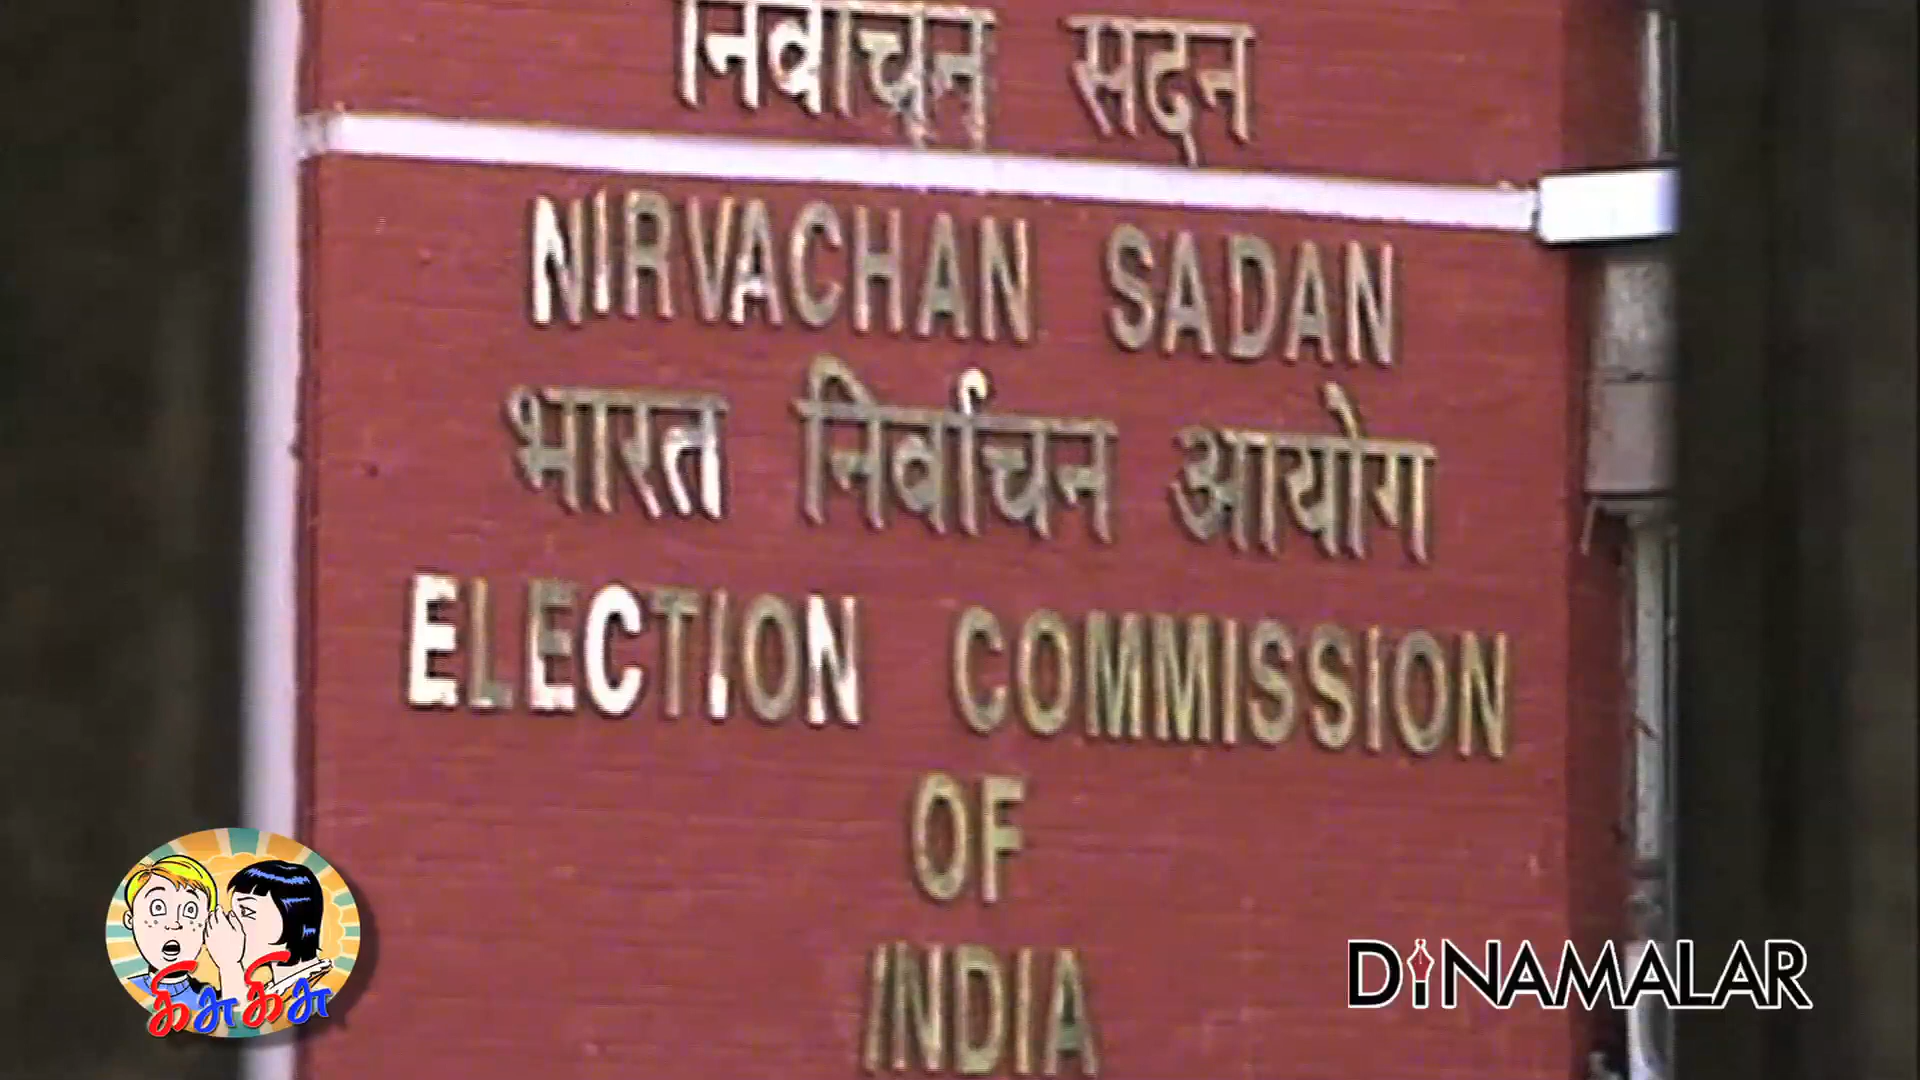 निर्वाचन सदन
NIRVACHAN SADAN
भारत निर्वाचन आयोग
ELECTION COMMISSION
OF
INDIA
கிசு கிசு
DINAMALAR